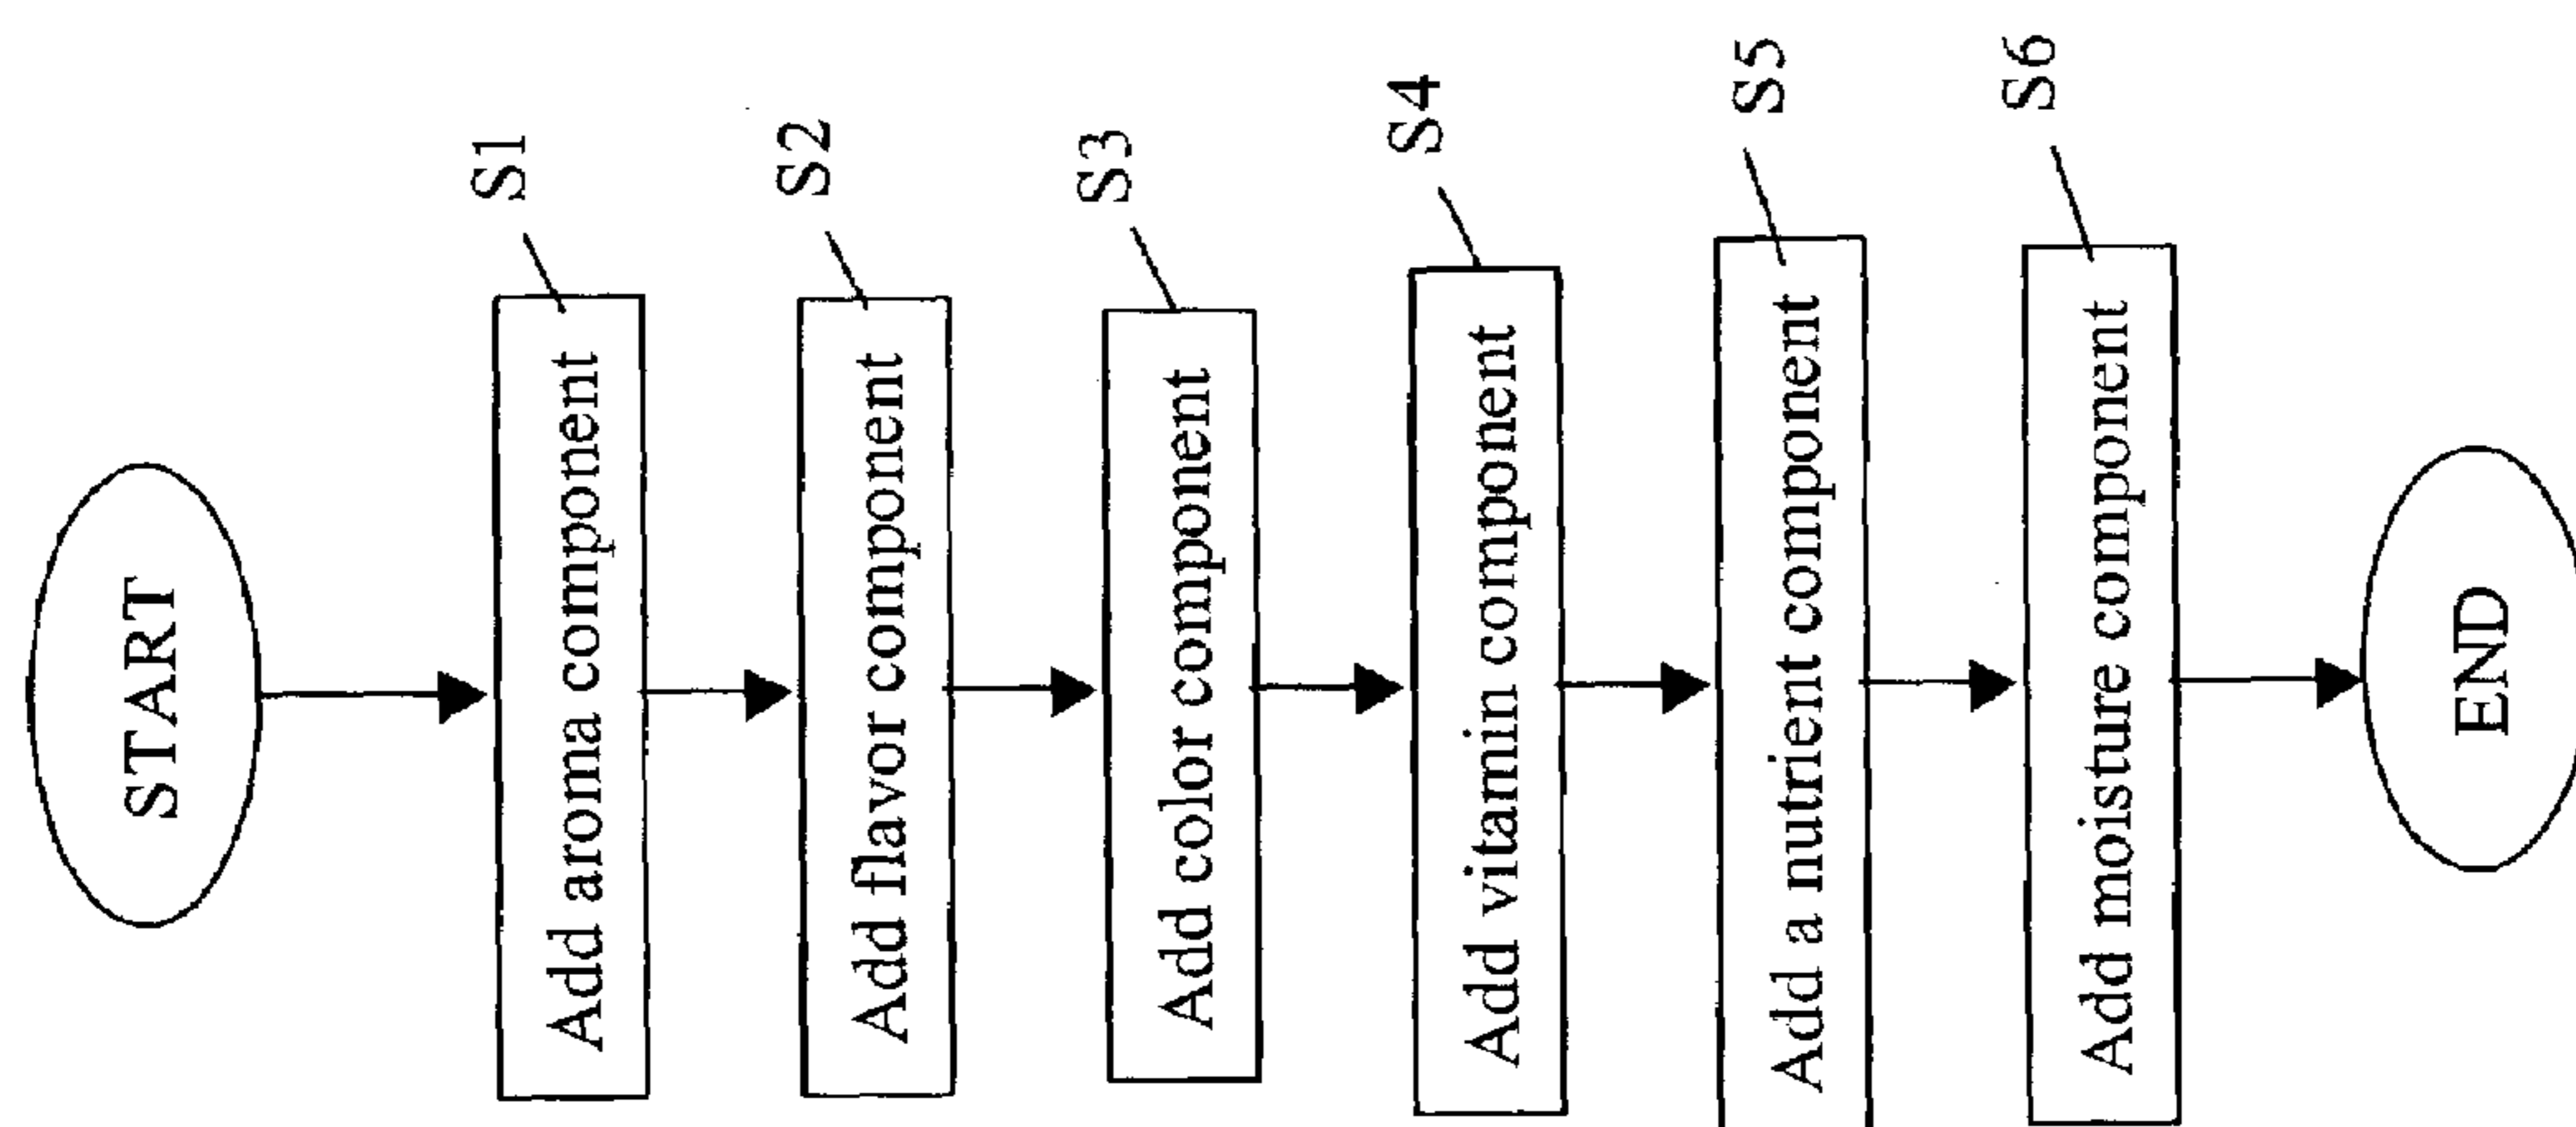 START
Add aroma component
S1
Add flavor component
S2
Add color component
S3
Add vitamin component
S4
Add a nutrient component
S5
Add moisture component
S6
END